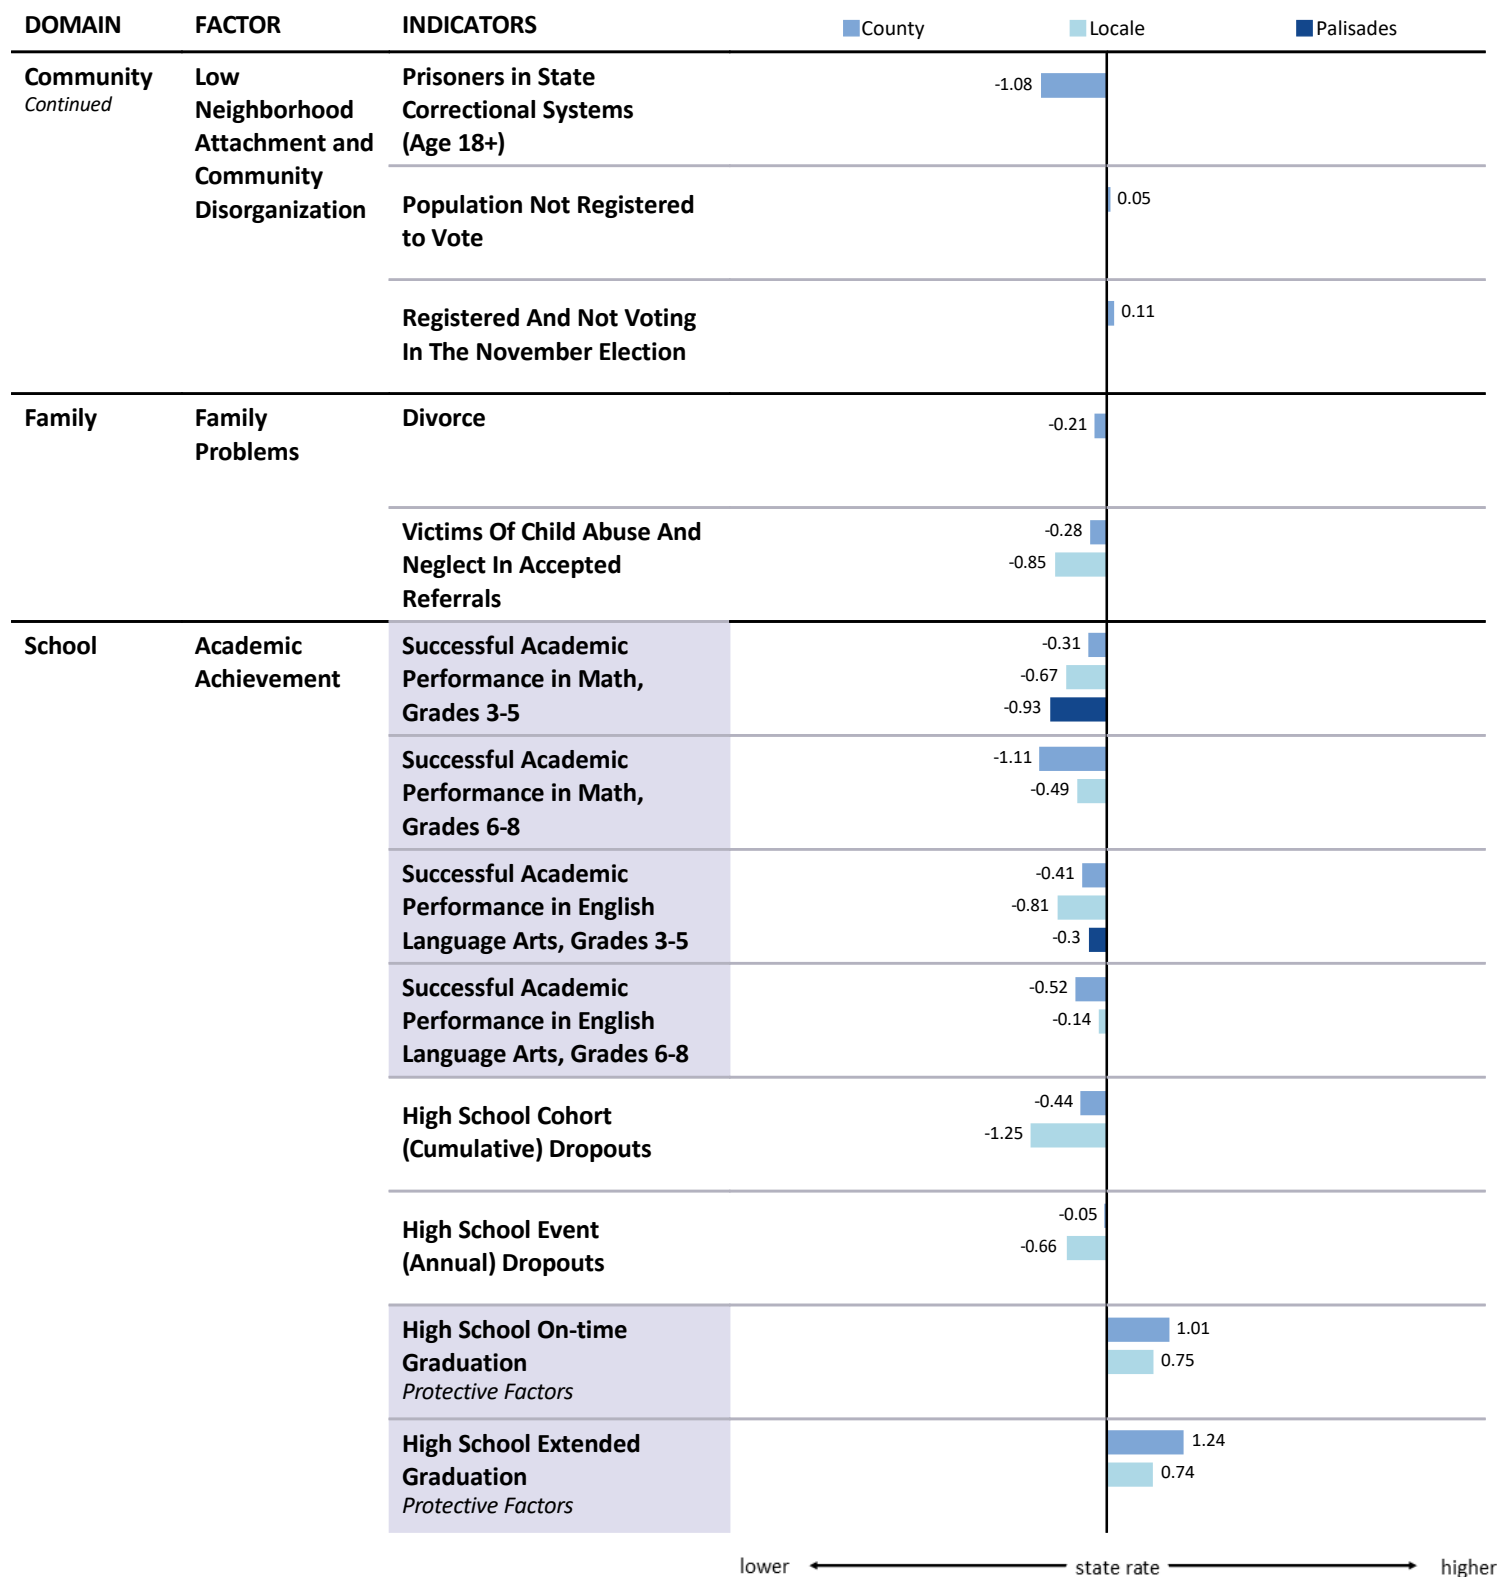 DOMAIN FACTOR INDICATORS County Locale Palisades
Community
Continued
Low
Neighborhood
Attachment and
Community
Disorganization
Prisoners in State
Correctional Systems
(Age 18+)
-1.08
Population Not Registered
to Vote
0.05
Registered And Not Voting
In The November Election
0.11
Family
Family
Problems
Divorce
-0.21
Victims Of Child Abuse And
Neglect In Accepted
Referrals
-0.28
-0.85
School
Academic
Achievement
Successful Academic
Performance in Math,
Grades 3-5
-0.31
-0.67
-0.93
Successful Academic
Performance in Math,
Grades 6-8
-1.11
-0.49
Successful Academic
Performance in English
Language Arts, Grades 3-5
-0.41
-0.81
-0.3
Successful Academic
Performance in English
Language Arts, Grades 6-8
-0.52
-0.14
High School Cohort
(Cumulative) Dropouts
-0.44
-1.25
High School Event
(Annual) Dropouts
-0.05
-0.66
High School On-time
Graduation
Protective Factors
1.01
0.75
High School Extended
Graduation
Protective Factors
1.24
0.74
lower state rate higher